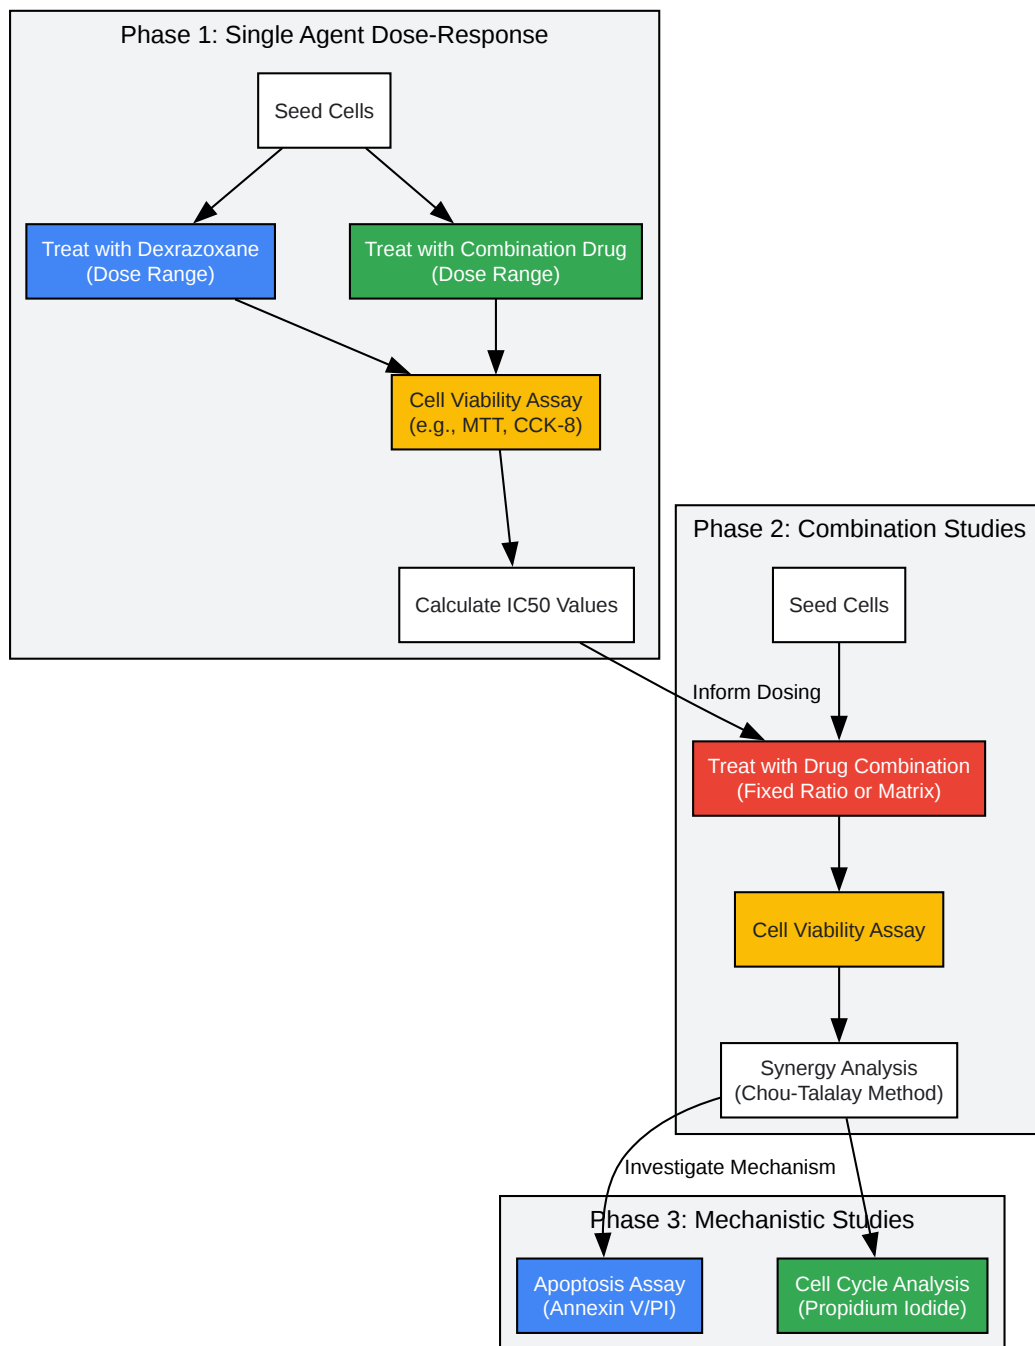 Phase 1: Single Agent Dose-Response
Seed Cells
Treat with Dexrazoxane
(Dose Range)
Treat with Combination Drug
(Dose Range)
Cell Viability Assay
(e.g., MTT, CCK-8)
Calculate IC50 Values
Phase 2: Combination Studies
Seed Cells
Inform Dosing
Treat with Drug Combination
(Fixed Ratio or Matrix)
Cell Viability Assay
Synergy Analysis
(Chou-Talalay Method)
Investigate Mechanism
Phase 3: Mechanistic Studies
Apoptosis Assay
(Annexin V/PI)
Cell Cycle Analysis
(Propidium Iodide)